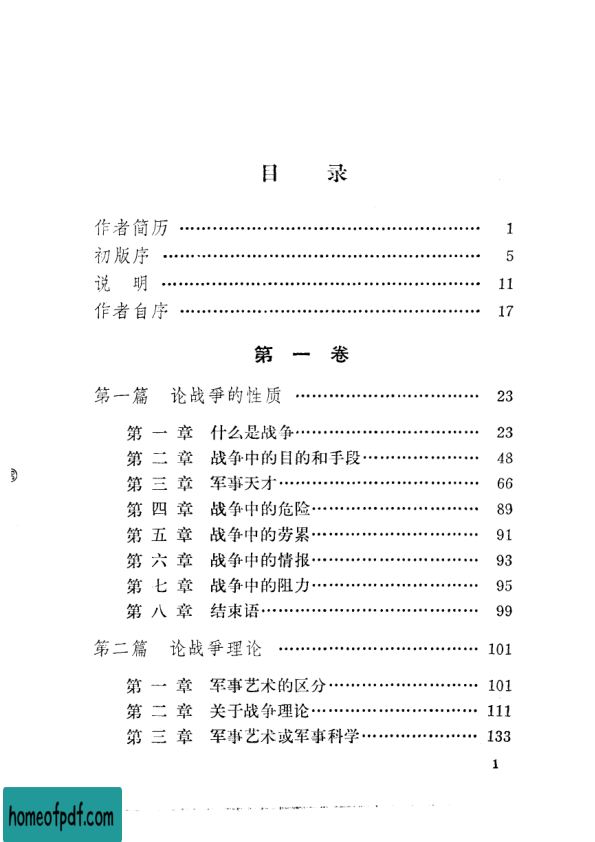 目 录
作者简历 …………………………………………… 1
初版序 …………………………………………… 5
说 明 …………………………………………… 11
作者自序 …………………………………………… 17
第 一 卷
第一篇 论战爭的性质 ………………………… 23
第 一 章 什么是战争………………………… 23
第 二 章 战争中的目的和手段……………… 48
第 三 章 军事天才…………………………… 66
第 四 章 战争中的危险……………………… 89
第 五 章 战争中的劳累……………………… 91
第 六 章 战争中的情报……………………… 93
第 七 章 战争中的阻力……………………… 95
第 八 章 结束语……………………………… 99
第二篇 论战爭理论 …………………………… 101
第 一 章 军事艺术的区分…………………… 101
第 二 章 关于战争理论……………………… 111
第 三 章 军事艺术或军事科学……………… 133
1
homeofpdf.com